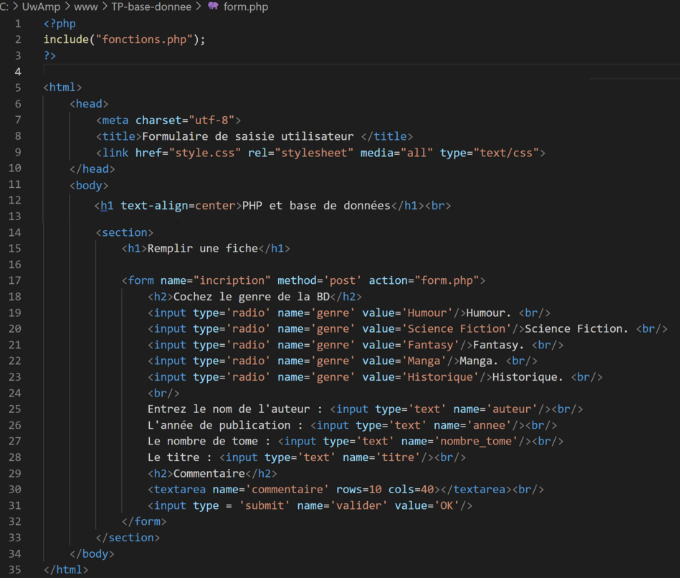 C: > UwAmp > www > TP-base-donnee > form.php
1 <?php
2 include("fonctions.php");
3 ?>
4
5 <html>
6 <head>
7 <meta charset="utf-8">
8 <title>Formulaire de saisie utilisateur </title>
9 <link href="style.css" rel="stylesheet" media="all" type="text/css">
10 </head>
11 <body>
12 <h1 text-align=center>PHP et base de données</h1><br>
13
14 <section>
15 <h1>Remplir une fiche</h1>
16
17 <form name="incription" method='post' action="form.php">
18 <h2>Cochez le genre de la BD</h2>
19 <input type='radio' name='genre' value='Humour'/>Humour. <br/>
20 <input type='radio' name='genre' value='Science Fiction'/>Science Fiction. <br/>
21 <input type='radio' name='genre' value='Fantasy'/>Fantasy. <br/>
22 <input type='radio' name='genre' value='Manga'/>Manga. <br/>
23 <input type='radio' name='genre' value='Historique'/>Historique. <br/>
24 <br/>
25 Entrez le nom de l'auteur : <input type='text' name='auteur'/><br/>
26 L'année de publication : <input type='text' name='annee'/><br/>
27 Le nombre de tome : <input type='text' name='nombre_tome'/><br/>
28 Le titre : <input type='text' name='titre'/><br/>
29 <h2>Commentaire</h2>
30 <textarea name='commentaire' rows=10 cols=40></textarea><br/>
31 <input type = 'submit' name='valider' value='OK'/>
32 </form>
33 </section>
34 </body>
35 </html>